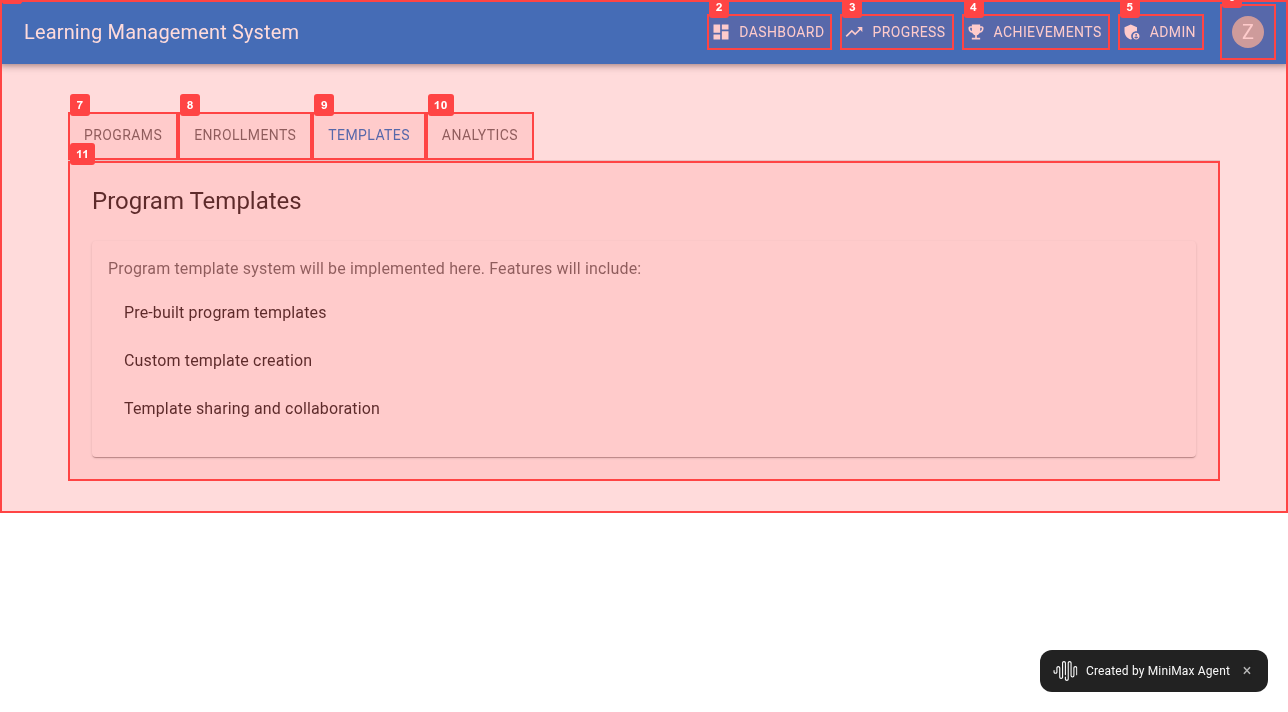 Learning Management System
2
DASHBOARD
3
PROGRESS
4
ACHIEVEMENTS
5
ADMIN
Z
7
PROGRAMS
8
ENROLLMENTS
9
TEMPLATES
10
ANALYTICS
11
Program Templates
Program template system will be implemented here. Features will include:
Pre-built program templates
Custom template creation
Template sharing and collaboration
Created by MiniMax Agent ×